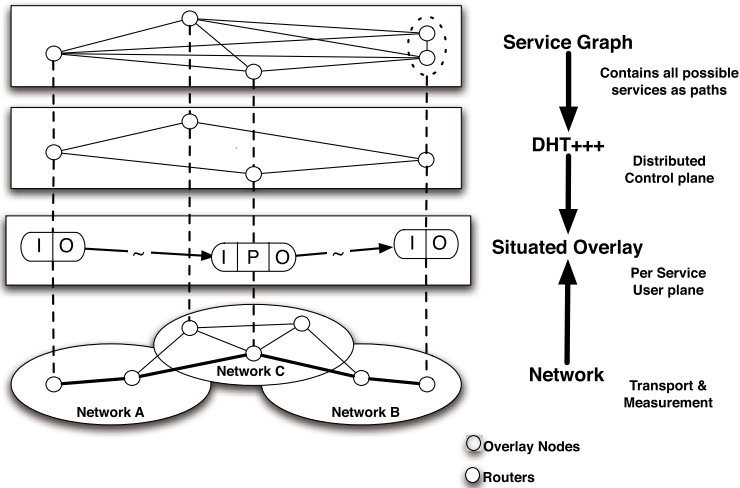 Service Graph
Contains all possible
services as paths
DHT+++
Distributed
Control plane
I O
~
I P O
~
I O
Situated Overlay
Per Service
User plane
Network C
Network A
Network B
Network
Transport &
Measurement
Overlay Nodes
Routers